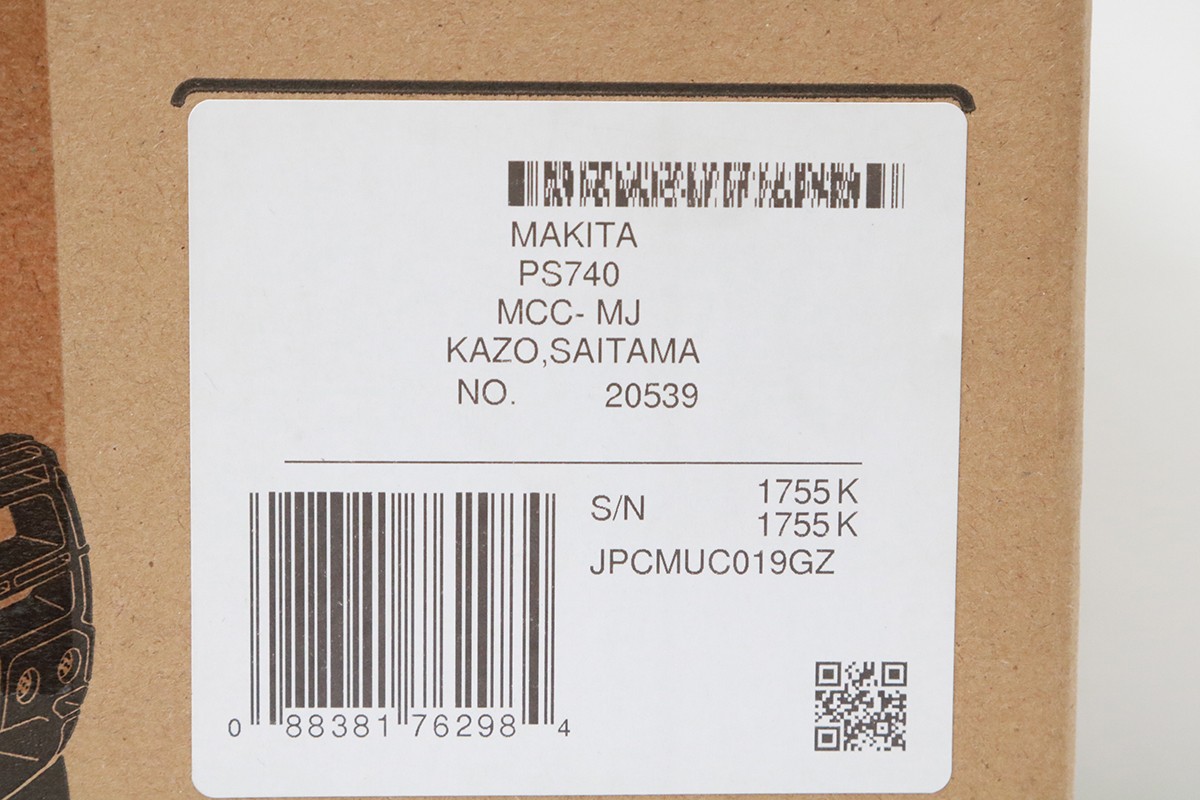 MAKITA
PS740
MCC- MJ
KAZO,SAITAMA
NO. 20539
S/N 1755 K
1755 K
JPCMUC019GZ
0 88381 76298 4